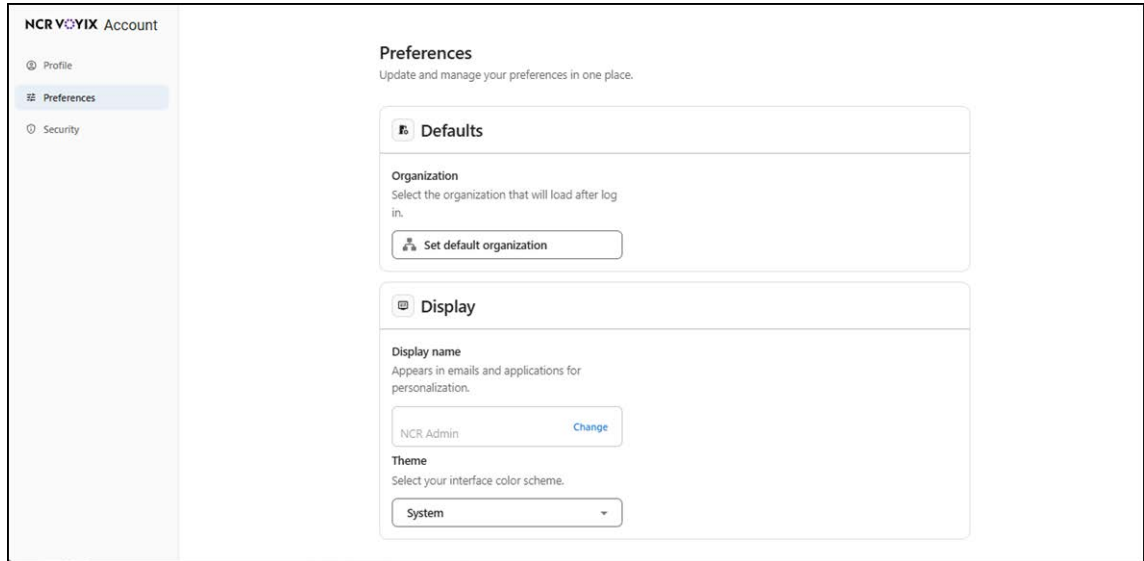 NCR VOYIX Account
Profile
Preferences
Security
Preferences
Update and manage your preferences in one place.
Defaults
Organization
Select the organization that will load after log
in.
Set default organization
Display
Display name
Appears in emails and applications for
personalization.
NCR Admin
Change
Theme
Select your interface color scheme.
System